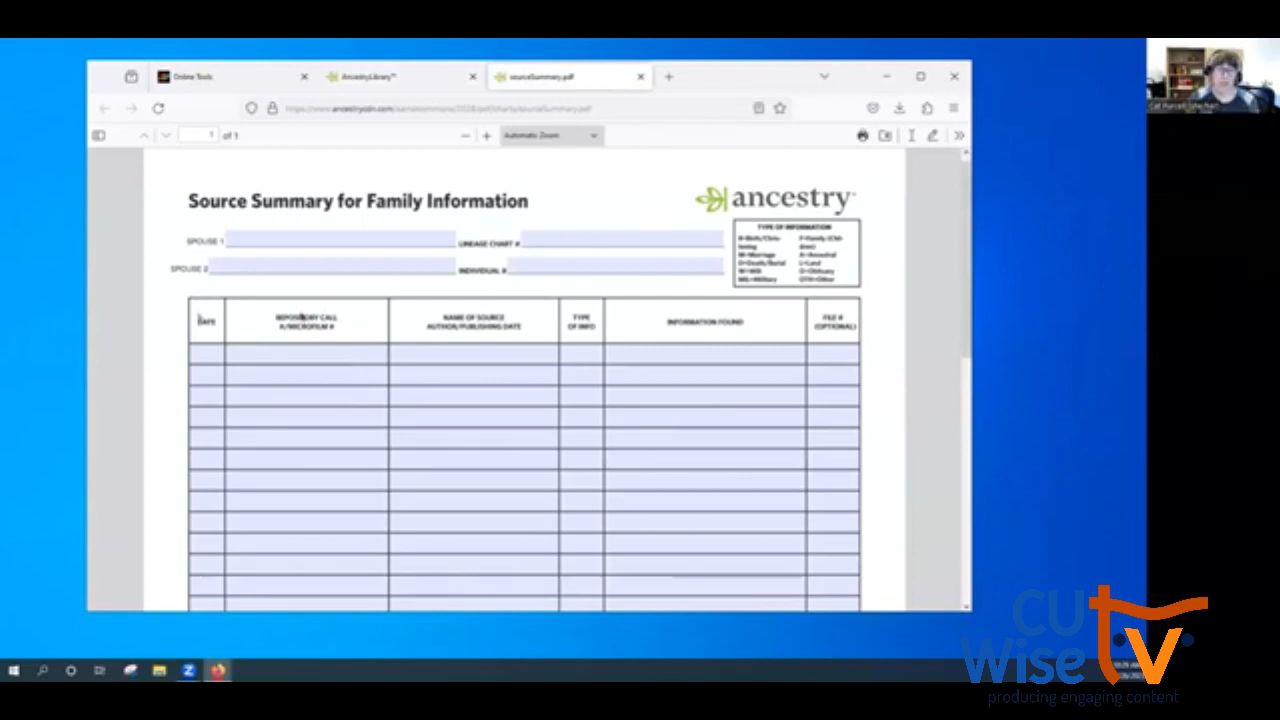 Online Tools
AncestryLibrary™
sourceSummary.pdf
1 of 1
Automatic Zoom
Source Summary for Family Information
ancestry
SPOUSE 1
LINEAGE CHART #
SPOUSE 2
INDIVIDUAL #
TYPE OF INFORMATION
B=Birth/Chris-
tening
M=Marriage
D=Death/Burial
W=Will
MIL=Military
F=Family (Chil-
dren)
A=Ancestral
L=Land
O=Obituary
OTH=Other
DATE
REPOSITORY CALL
#/MICROFILM #
NAME OF SOURCE
AUTHOR/PUBLISHING DATE
TYPE
OF INFO
INFORMATION FOUND
FILE #
(OPTIONAL)
CU
Wise tv
producing engaging content